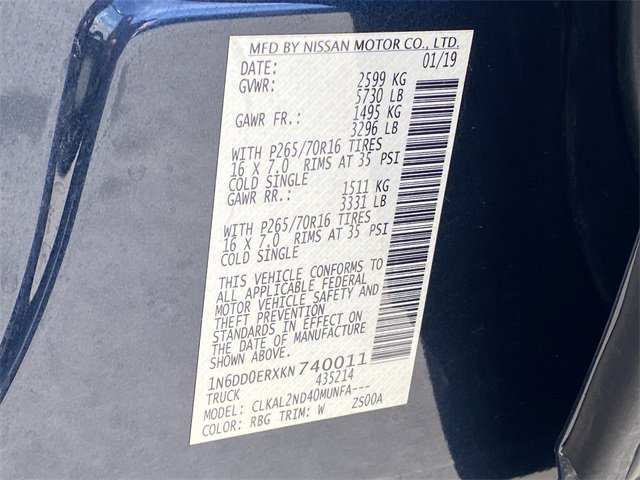 MFD BY NISSAN MOTOR CO., LTD.
DATE: 01/19
GVWR: 2599 KG
5730 LB
GAWR FR.: 1495 KG
3296 LB
WITH P265/70R16 TIRES
16 X 7.0 RIMS AT 35 PSI
COLD SINGLE
GAWR RR.: 1511 KG
3331 LB
WITH P265/70R16 TIRES
16 X 7.0 RIMS AT 35 PSI
COLD SINGLE
THIS VEHICLE CONFORMS TO
ALL APPLICABLE FEDERAL
MOTOR VEHICLE SAFETY AND
THEFT PREVENTION
STANDARDS IN EFFECT ON
THE DATE OF MANUFACTURE
SHOWN ABOVE.
1N6DD0ERXKN740011
TRUCK 435214
MODEL: CLKAL2ND40MUNFA---
COLOR: RBG TRIM: W ZS00A